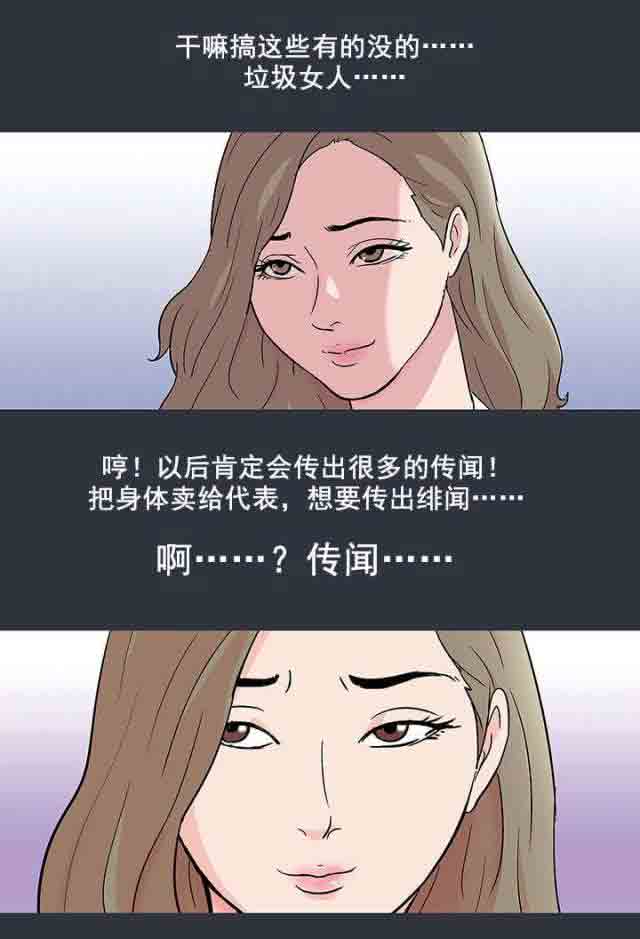 干嘛搞这些有的没的……
垃圾女人……
哼！以后肯定会传出很多的传闻！
把身体卖给代表，想要传出绯闻……
啊……？传闻……